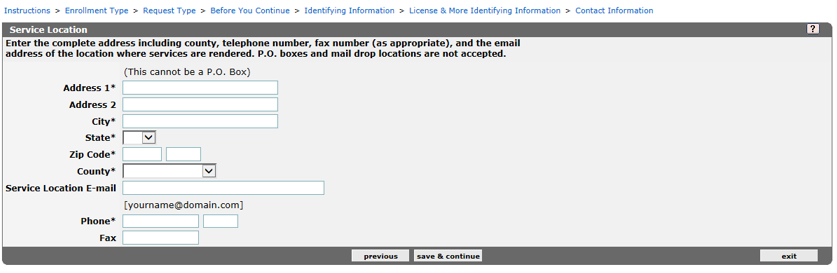 Instructions > Enrollment Type > Request Type > Before You Continue > Identifying Information > License & More Identifying Information > Contact Information
Service Location ?
Enter the complete address including county, telephone number, fax number (as appropriate), and the email
address of the location where services are rendered. P.O. boxes and mail drop locations are not accepted.
(This cannot be a P.O. Box)
Address 1*
Address 2
City*
State*
Zip Code*
County*
Service Location E-mail
[yourname@domain.com]
Phone*
Fax
previous save & continue exit